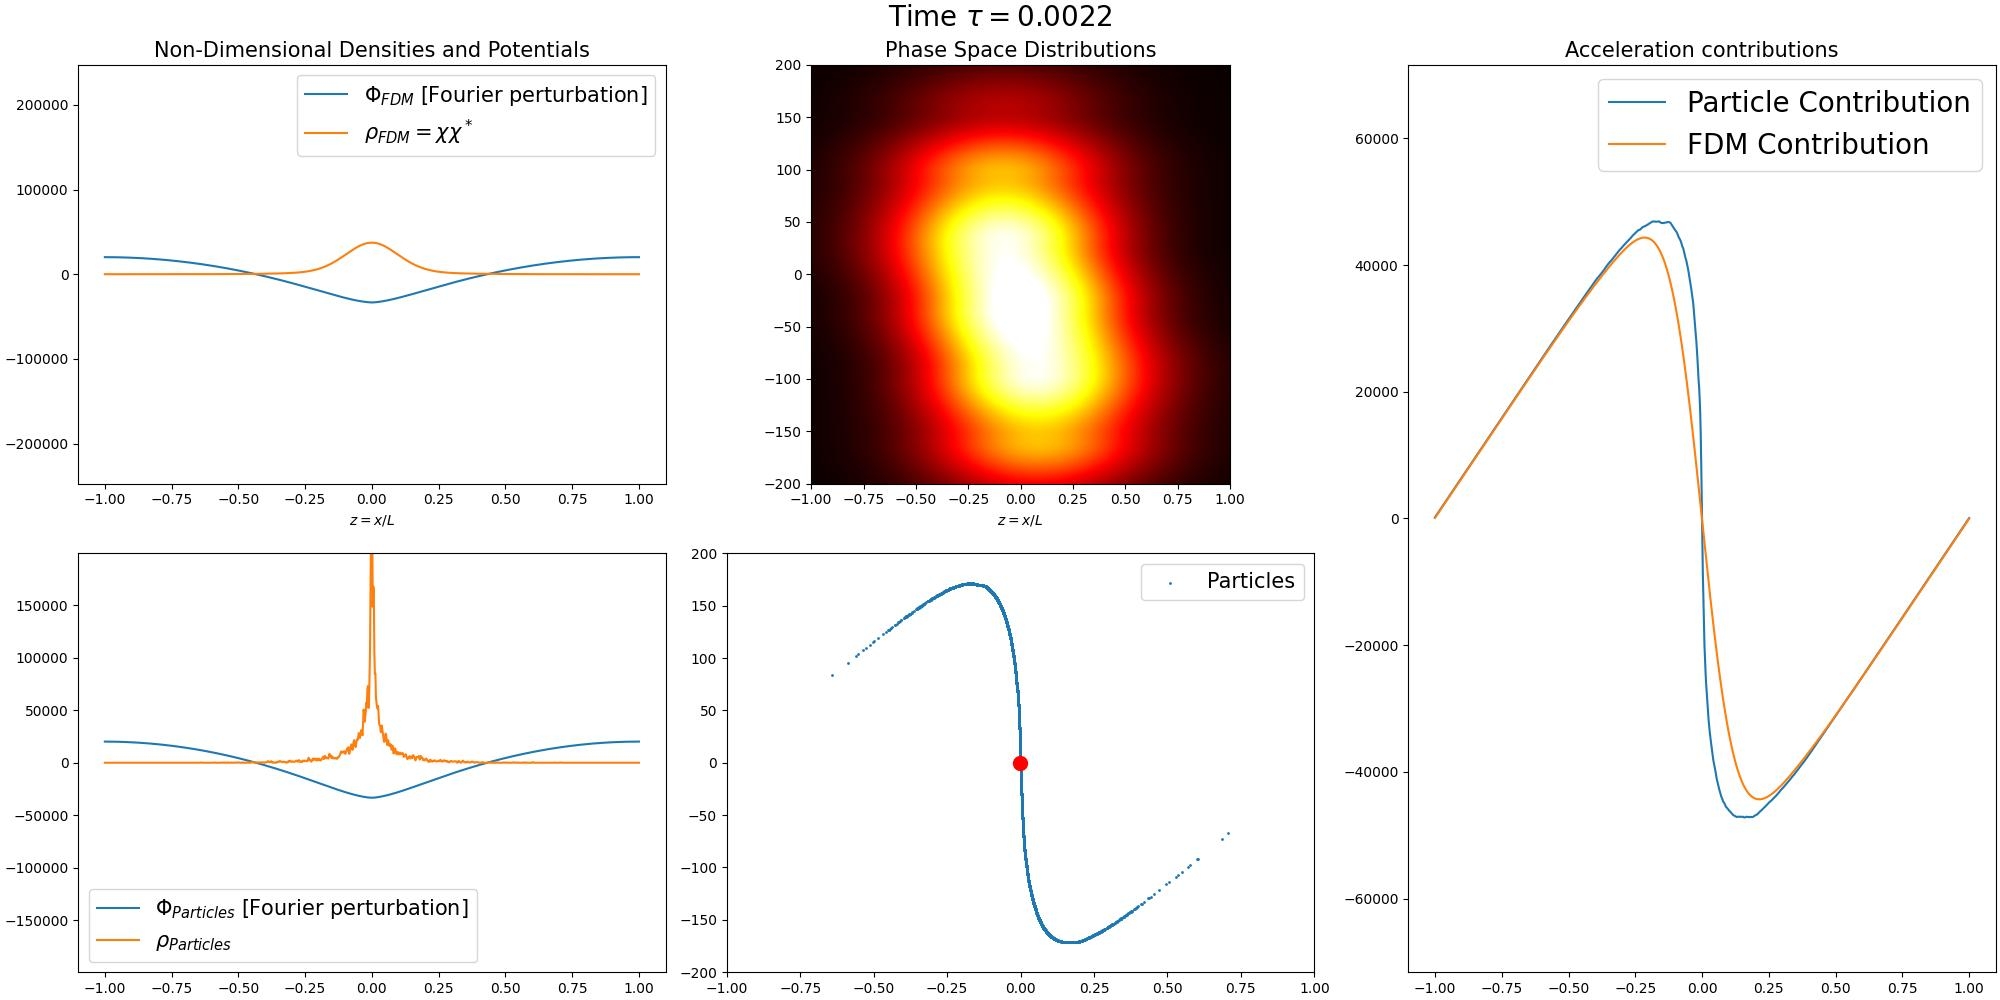 Time τ = 0.0022
Non-Dimensional Densities and Potentials
Φ_FDM [Fourier perturbation]
ρ_FDM = χχ*
200000
100000
0
−100000
−200000
−1.00 −0.75 −0.50 −0.25 0.00 0.25 0.50 0.75 1.00
z = x/L
Phase Space Distributions
200
150
100
50
0
−50
−100
−150
−200
−1.00 −0.75 −0.50 −0.25 0.00 0.25 0.50 0.75 1.00
z = x/L
Acceleration contributions
Particle Contribution
FDM Contribution
60000
40000
20000
0
−20000
−40000
−60000
−1.00 −0.75 −0.50 −0.25 0.00 0.25 0.50 0.75 1.00
150000
100000
50000
0
−50000
−100000
−150000
Φ_Particles [Fourier perturbation]
ρ_Particles
−1.00 −0.75 −0.50 −0.25 0.00 0.25 0.50 0.75 1.00
Particles
200
150
100
50
0
−50
−100
−150
−200
−1.00 −0.75 −0.50 −0.25 0.00 0.25 0.50 0.75 1.00